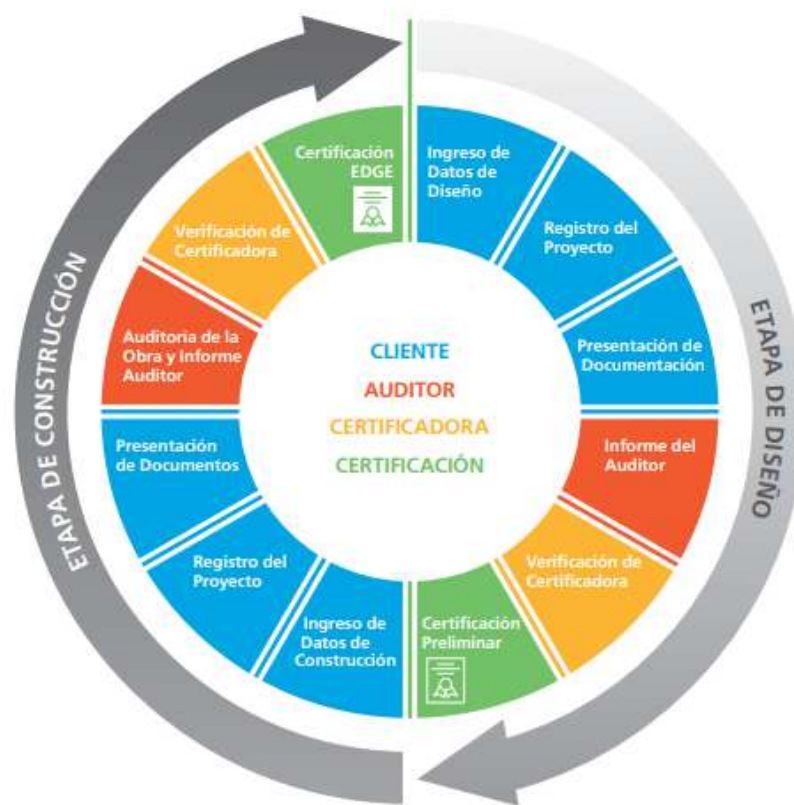 Ingreso de
Datos de
Diseño
Registro del
Proyecto
Presentación de
Documentación
Informe del
Auditor
Verificación de
Certificadora
Certificación
Preliminar
Ingreso de
Datos de
Construcción
Registro del
Proyecto
Presentación
de Documentos
Auditoría de la
Obra y Informe
Auditor
Verificación de
Certificadora
Certificación
EDGE
CLIENTE
AUDITOR
CERTIFICADORA
CERTIFICACIÓN
ETAPA DE DISEÑO
ETAPA DE CONSTRUCCIÓN